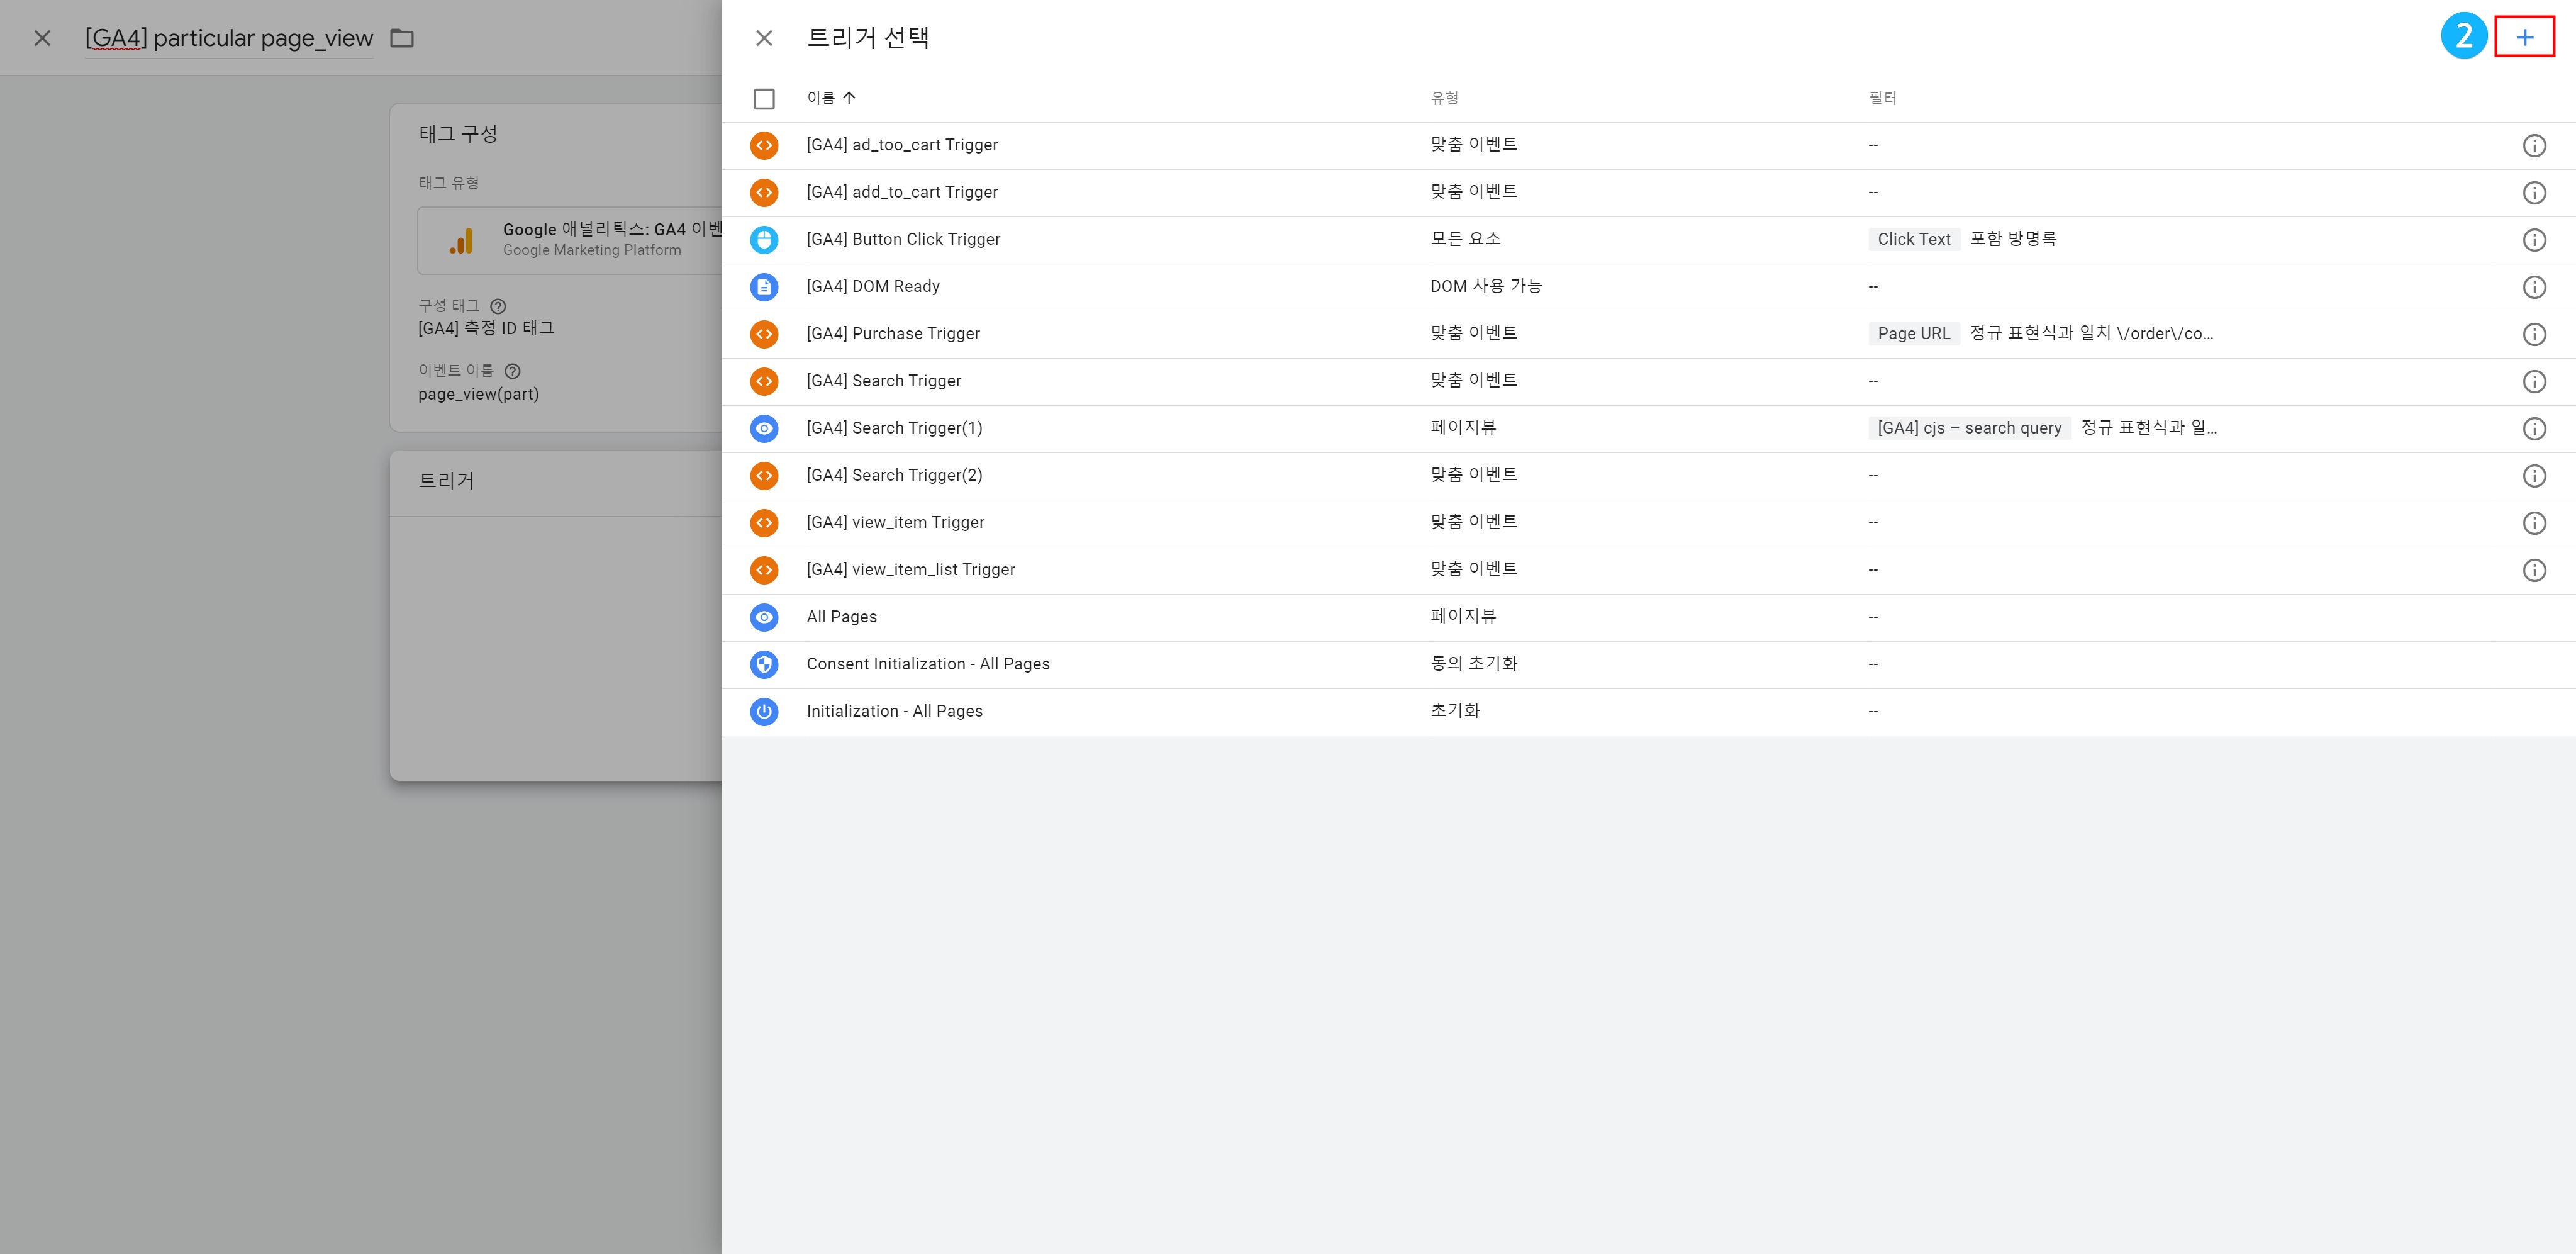 [GA4] particular page_view
태그 구성
태그 유형
Google 애널리틱스: GA4 이벤
Google Marketing Platform
구성 태그
[GA4] 측정 ID 태그
이벤트 이름
page_view(part)
트리거
트리거 선택
2
이름 유형 필터
[GA4] ad_too_cart Trigger 맞춤 이벤트 --
[GA4] add_to_cart Trigger 맞춤 이벤트 --
[GA4] Button Click Trigger 모든 요소 Click Text 포함 방명록
[GA4] DOM Ready DOM 사용 가능 --
[GA4] Purchase Trigger 맞춤 이벤트 Page URL 정규 표현식과 일치 \/order\/co...
[GA4] Search Trigger 맞춤 이벤트 --
[GA4] Search Trigger(1) 페이지뷰 [GA4] cjs – search query 정규 표현식과 일...
[GA4] Search Trigger(2) 맞춤 이벤트 --
[GA4] view_item Trigger 맞춤 이벤트 --
[GA4] view_item_list Trigger 맞춤 이벤트 --
All Pages 페이지뷰 --
Consent Initialization - All Pages 동의 초기화 --
Initialization - All Pages 초기화 --